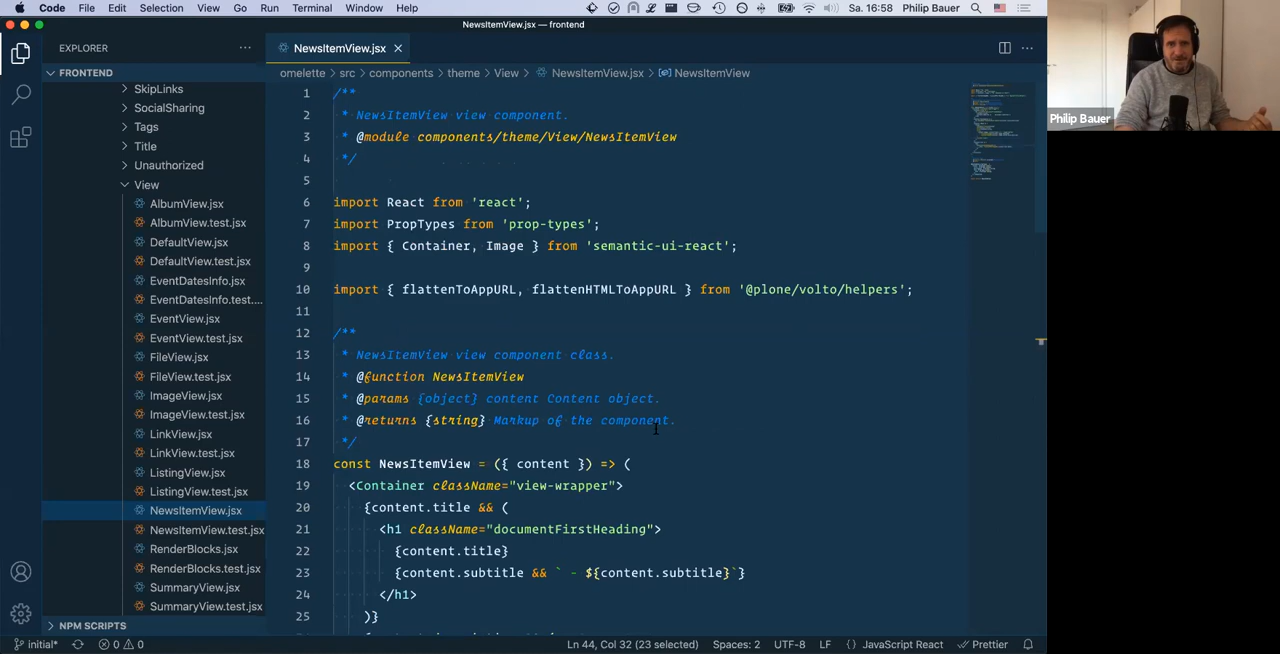 Code File Edit Selection View Go Run Terminal Window Help Sa. 16:58 Philip Bauer
NewsItemView.jsx — frontend
EXPLORER
NewsItemView.jsx
FRONTEND
omelette > src > components > theme > View > NewsItemView.jsx > NewsItemView
SkipLinks
SocialSharing
Tags
Title
Unauthorized
View
AlbumView.jsx
AlbumView.test.jsx
DefaultView.jsx
DefaultView.test.jsx
EventDatesInfo.jsx
EventDatesInfo.test....
EventView.jsx
EventView.test.jsx
FileView.jsx
FileView.test.jsx
ImageView.jsx
ImageView.test.jsx
LinkView.jsx
LinkView.test.jsx
ListingView.jsx
ListingView.test.jsx
NewsItemView.jsx
NewsItemView.test.jsx
RenderBlocks.jsx
RenderBlocks.test.jsx
SummaryView.jsx
SummaryView.test.jsx
NPM SCRIPTS
1 /**
2 * NewsItemView view component.
3 * @module components/theme/View/NewsItemView
4 */
5
6 import React from 'react';
7 import PropTypes from 'prop-types';
8 import { Container, Image } from 'semantic-ui-react';
9
10 import { flattenToAppURL, flattenHTMLToAppURL } from '@plone/volto/helpers';
11
12 /**
13 * NewsItemView view component class.
14 * @function NewsItemView
15 * @params {object} content Content object.
16 * @returns {string} Markup of the component.
17 */
18 const NewsItemView = ({ content }) => (
19 <Container className="view-wrapper">
20 {content.title && (
21 <h1 className="documentFirstHeading">
22 {content.title}
23 {content.subtitle && ` - ${content.subtitle}`}
24 </h1>
25 )}
Philip Bauer
initial* 0 0 Ln 44, Col 32 (23 selected) Spaces: 2 UTF-8 LF {} JavaScript React Prettier